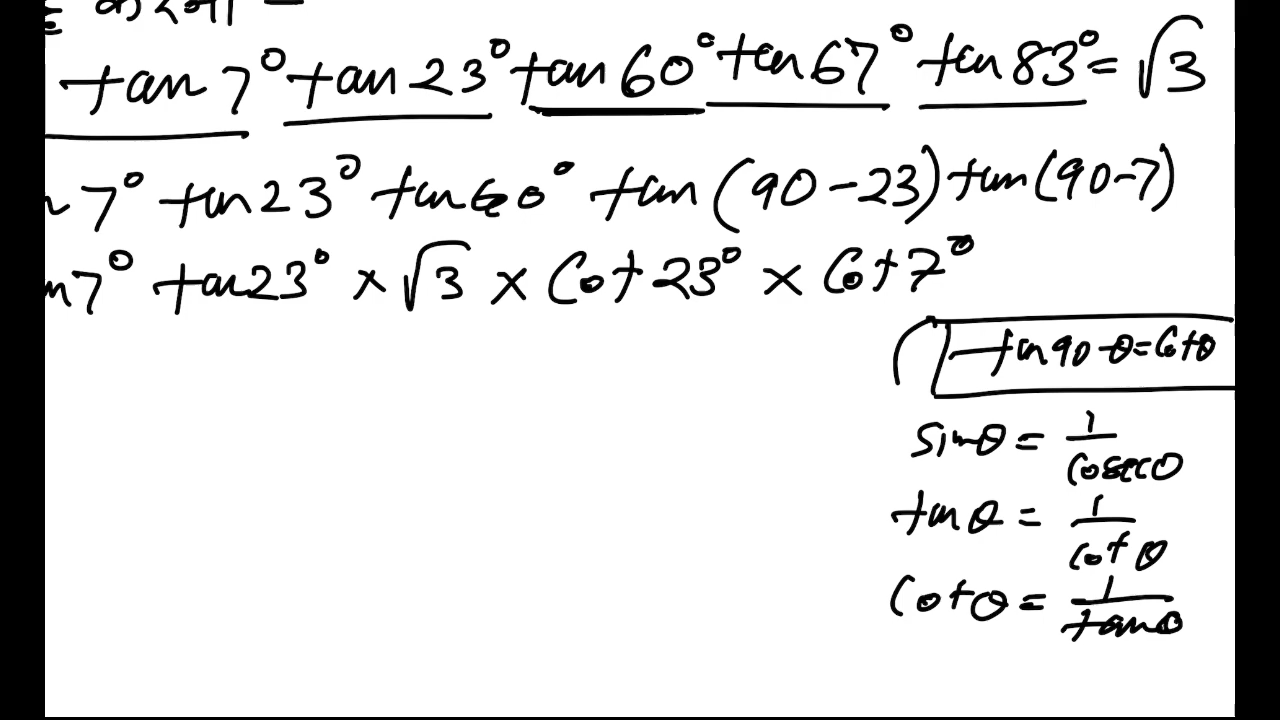 करना -
tan 7° tan 23° tan 60° tan 67° tan 83° = √3
7° tan 23° tan 60° tan (90 - 23) tan (90 - 7)
7° tan 23° × √3 × Cot 23° × Cot 7°
tan 90 - θ = Cot θ
sin θ = 1/cosec θ
tan θ = 1/cot θ
Cot θ = 1/tan θ